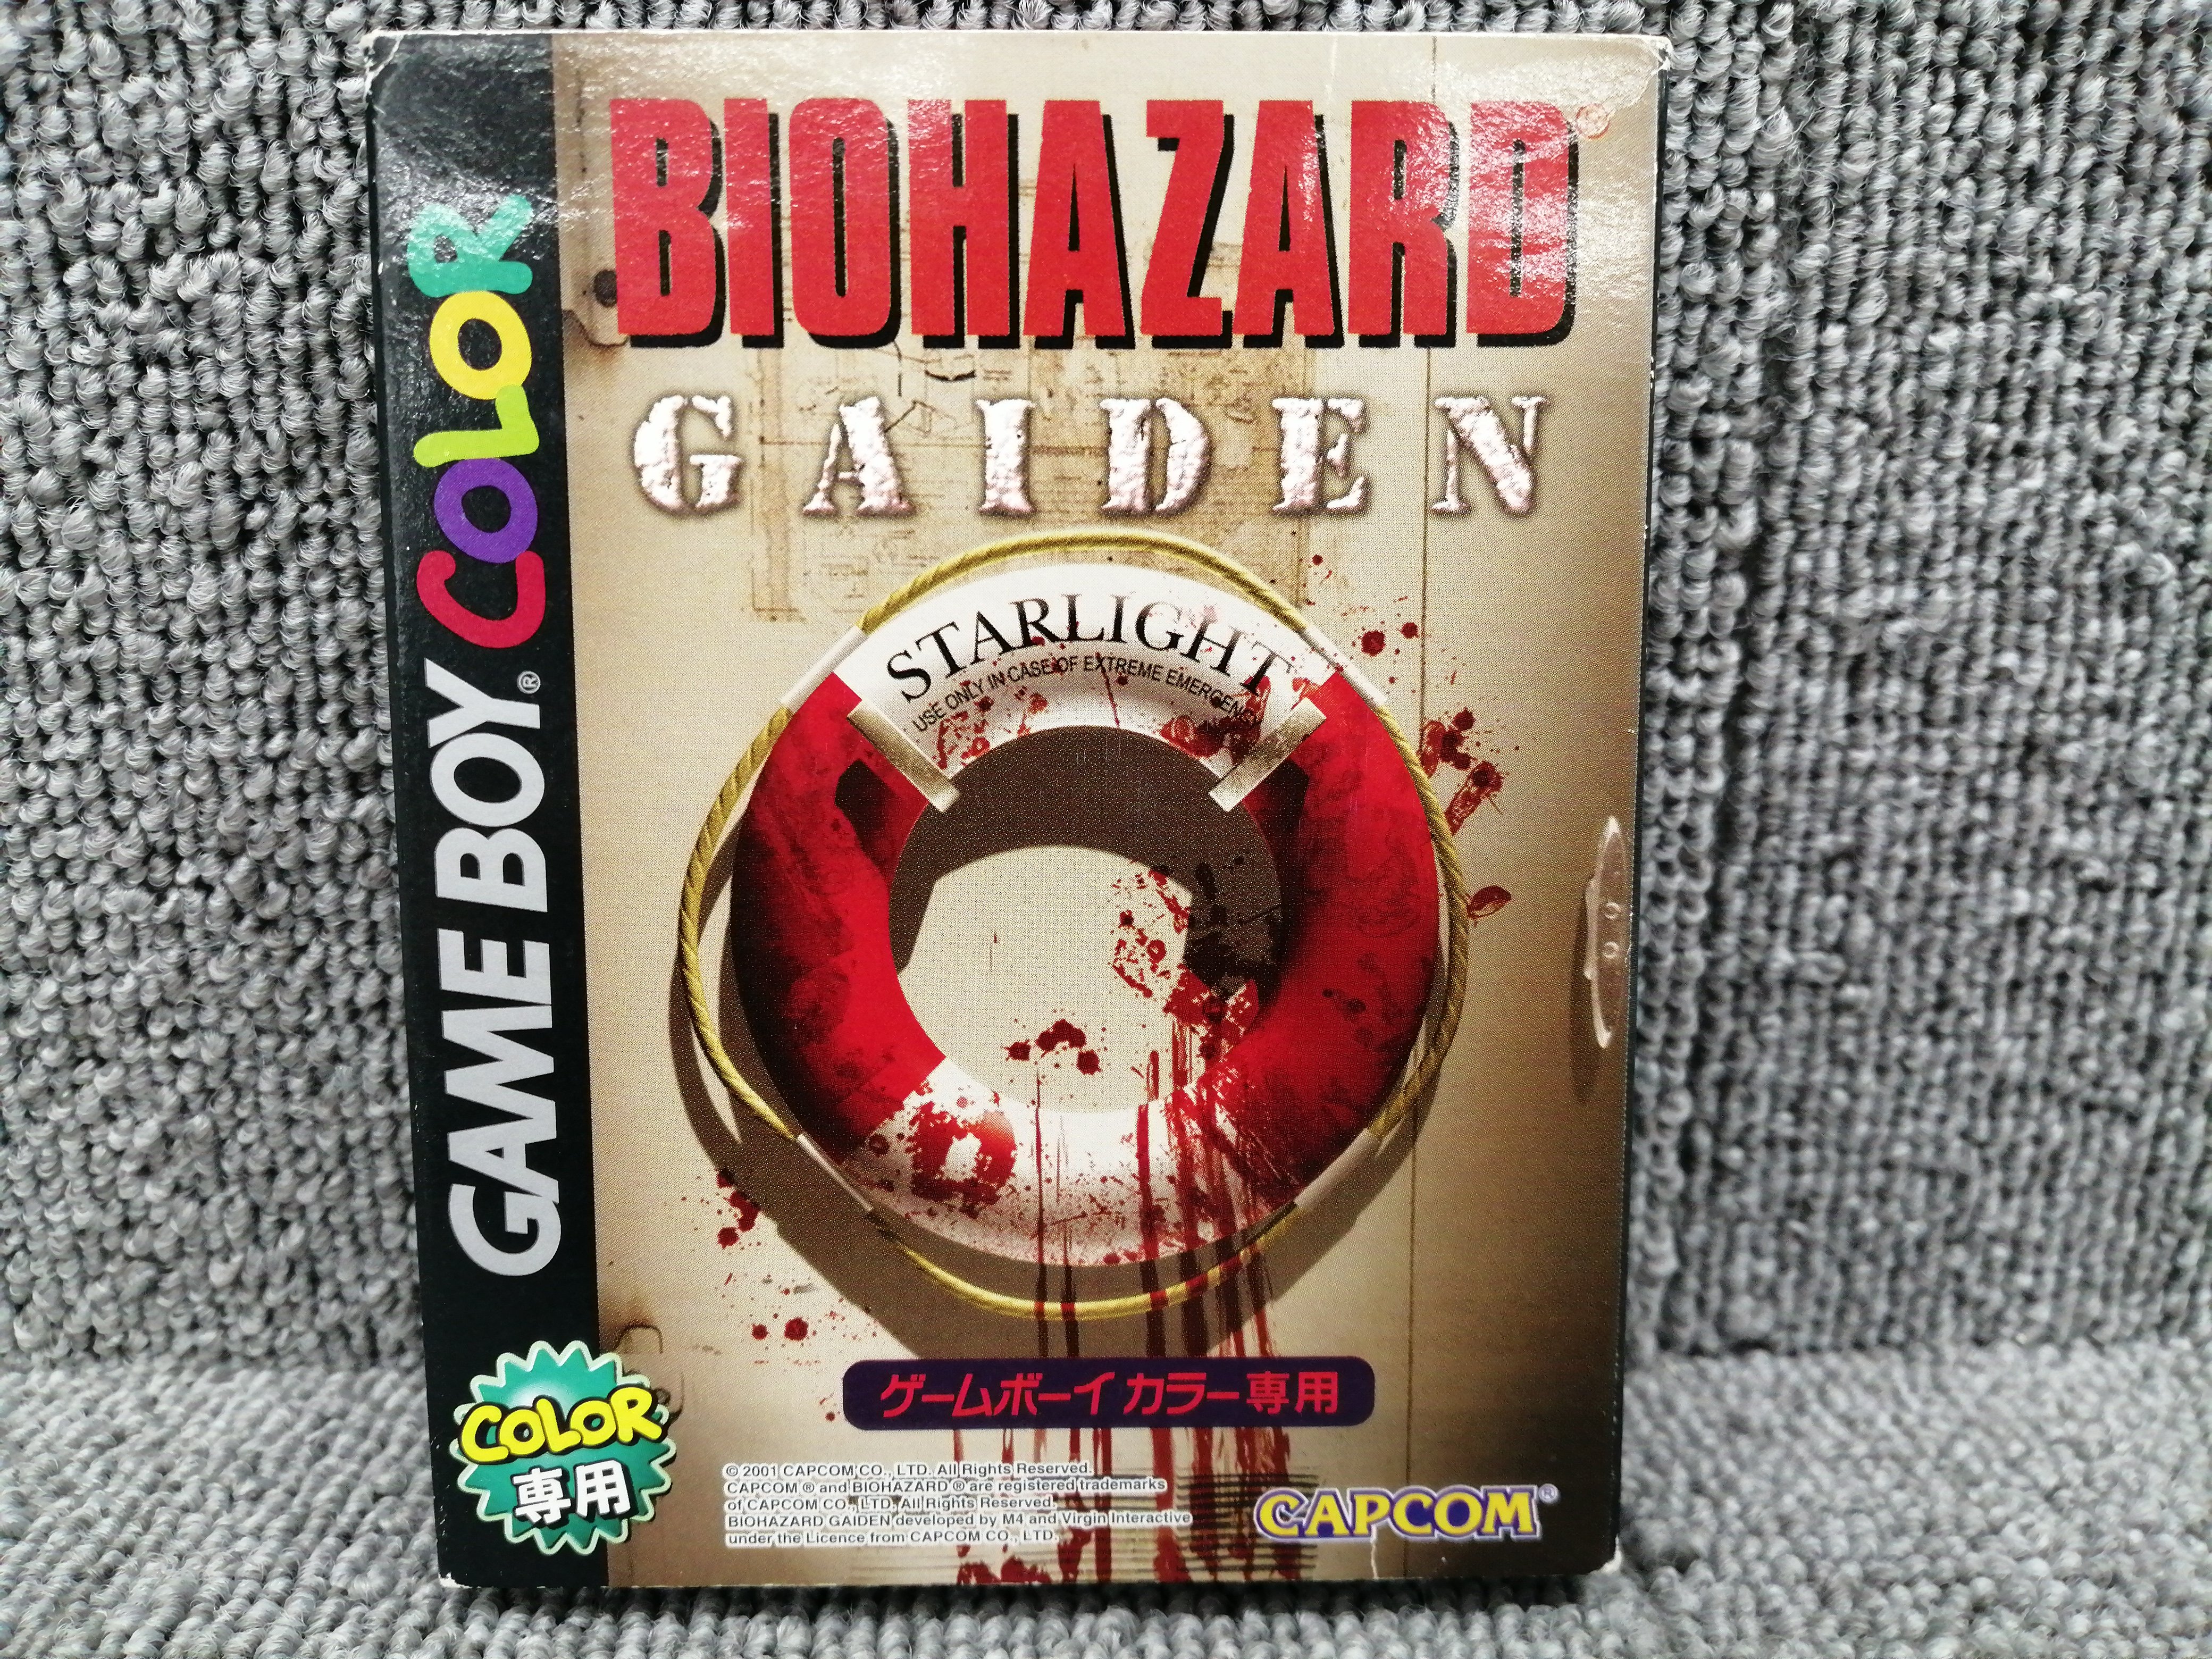 BIOHAZARD®
GAIDEN
GAME BOY® COLOR
STARLIGHT
USE ONLY IN CASE OF EXTREME
ゲームボーイ カラー専用
COLOR
専用
© 2001 CAPCOM CO., LTD. All Rights Reserved.
CAPCOM ® and BIOHAZARD ® are registered trademarks
of CAPCOM CO., LTD. All Rights Reserved.
BIOHAZARD GAIDEN developed by M4 and Virgin Interactive
under the Licence from CAPCOM CO., LTD.
CAPCOM®